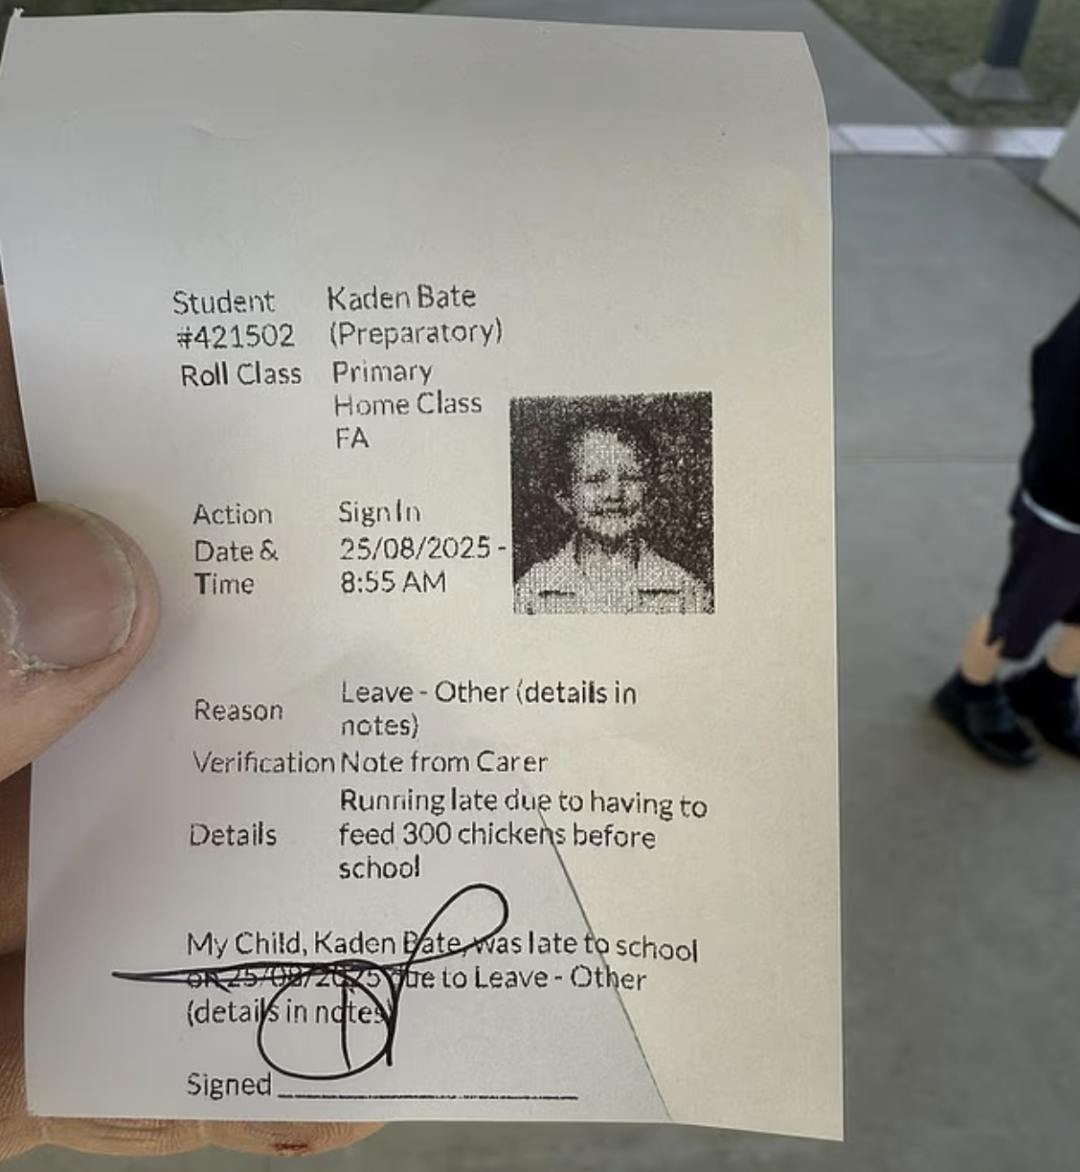 Student Kaden Bate
#421502 (Preparatory)
Roll Class Primary
Home Class
FA
Action SignIn
Date & 25/08/2025 -
Time 8:55 AM
Reason Leave - Other (details in
notes)
Verification Note from Carer
Running late due to having to
Details feed 300 chickens before
school
My Child, Kaden Bate, was late to school
on 25/08/2025 due to Leave - Other
(details in notes)
Signed